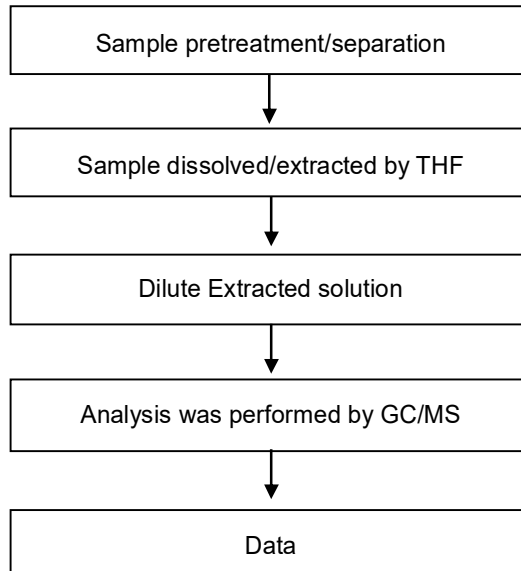 Sample pretreatment/separation
Sample dissolved/extracted by THF
Dilute Extracted solution
Analysis was performed by GC/MS
Data